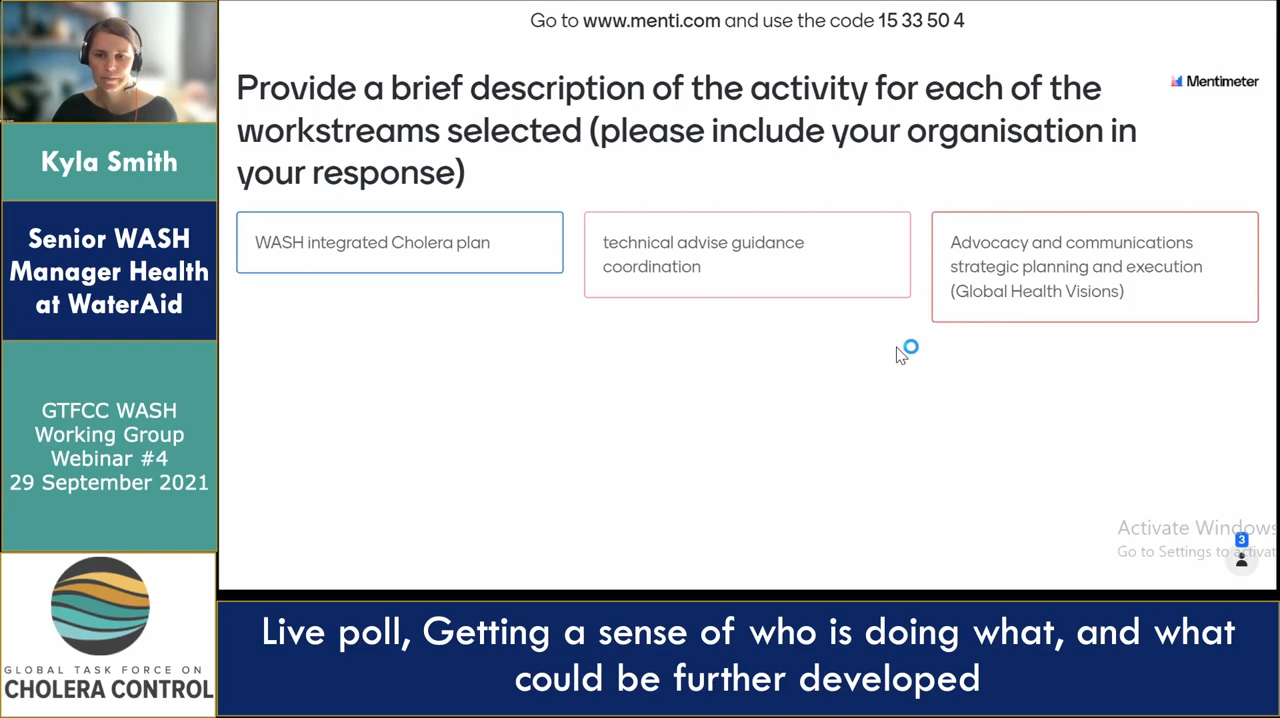 Go to www.menti.com and use the code 15 33 50 4
Provide a brief description of the activity for each of the
workstreams selected (please include your organisation in
your response)
Mentimeter
WASH integrated Cholera plan
technical advise guidance
coordination
Advocacy and communications
strategic planning and execution
(Global Health Visions)
Kyla Smith
Senior WASH
Manager Health
at WaterAid
GTFCC WASH
Working Group
Webinar #4
29 September 2021
Activate Windows
Go to Settings to activat
3
GLOBAL TASK FORCE ON
CHOLERA CONTROL
Live poll, Getting a sense of who is doing what, and what
could be further developed